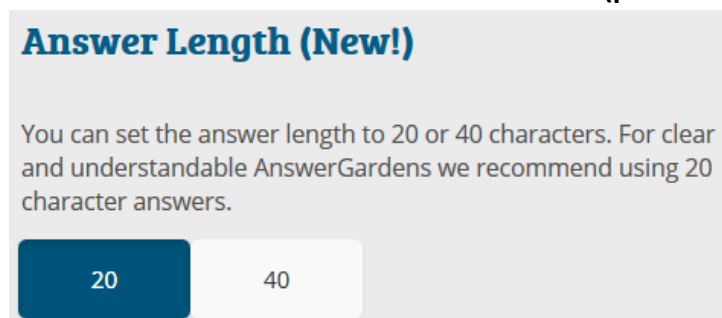 Answer Length (New!)
You can set the answer length to 20 or 40 characters. For clear
and understandable AnswerGardens we recommend using 20
character answers.
20 40